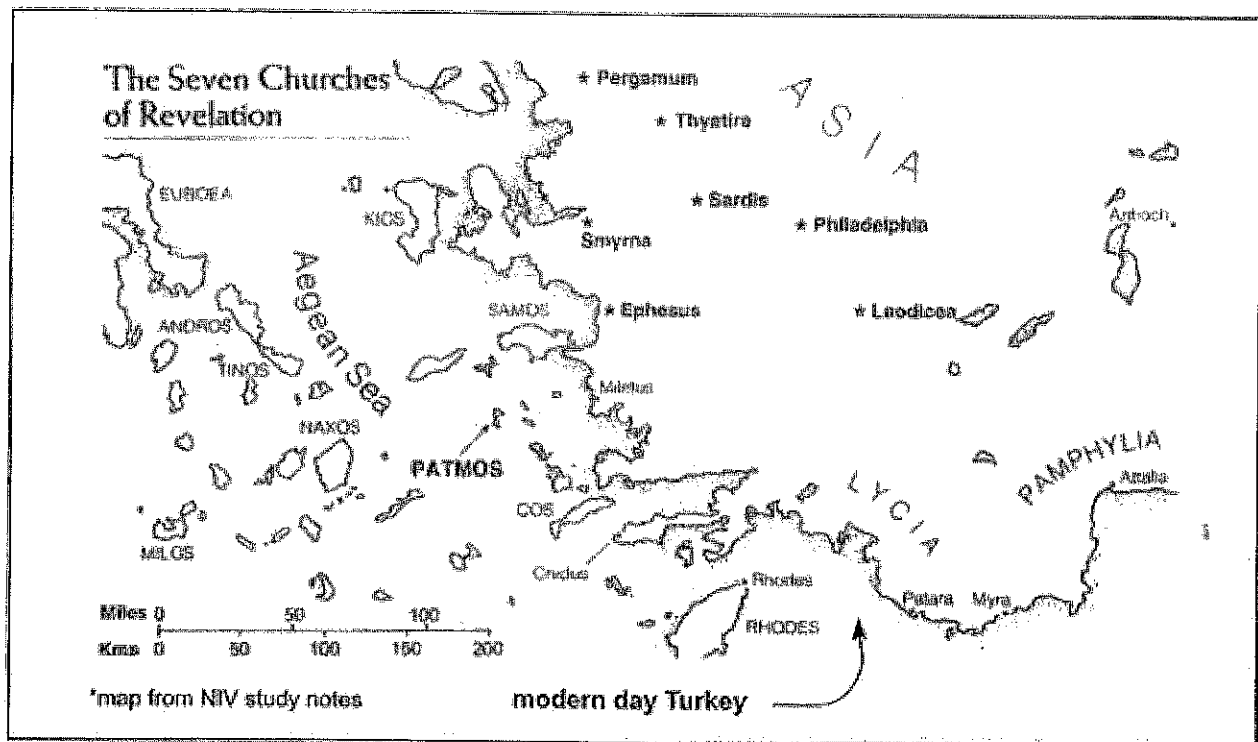 The Seven Churches
of Revelation
* Pergamum
* Thyatira
ASIA
EUBOEA
KIOS
* Sardis
* Philadelphia
Antioch
*
Smyrna
Aegean Sea
ANDROS
TINOS
SAMOS
* Ephesus
* Laodicea
Miletus
NAXOS
PATMOS
PAMPHYLIA
Attalia
LYCIA
COS
MILOS
Cnidus
Rhodes
RHODES
Patara
Myra
Miles 0 50 100
Kms 0 50 100 150 200
*map from NIV study notes
modern day Turkey